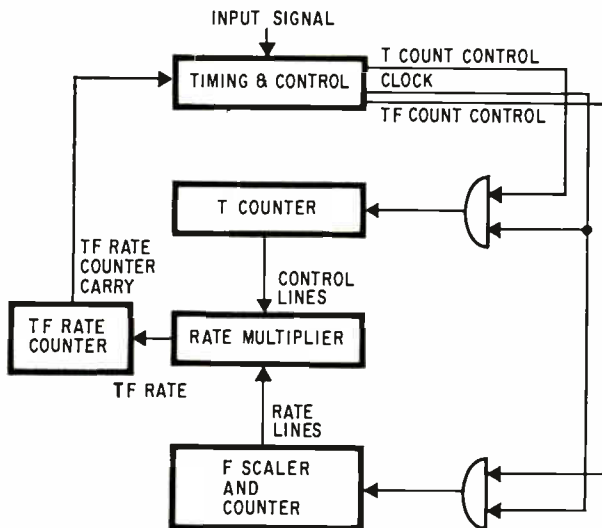 INPUT SIGNAL
TIMING & CONTROL
T COUNT CONTROL
CLOCK
TF COUNT CONTROL
T COUNTER
TF RATE
COUNTER
CARRY
CONTROL
LINES
TF RATE
COUNTER
RATE MULTIPLIER
TF RATE
RATE
LINES
F SCALER
AND
COUNTER